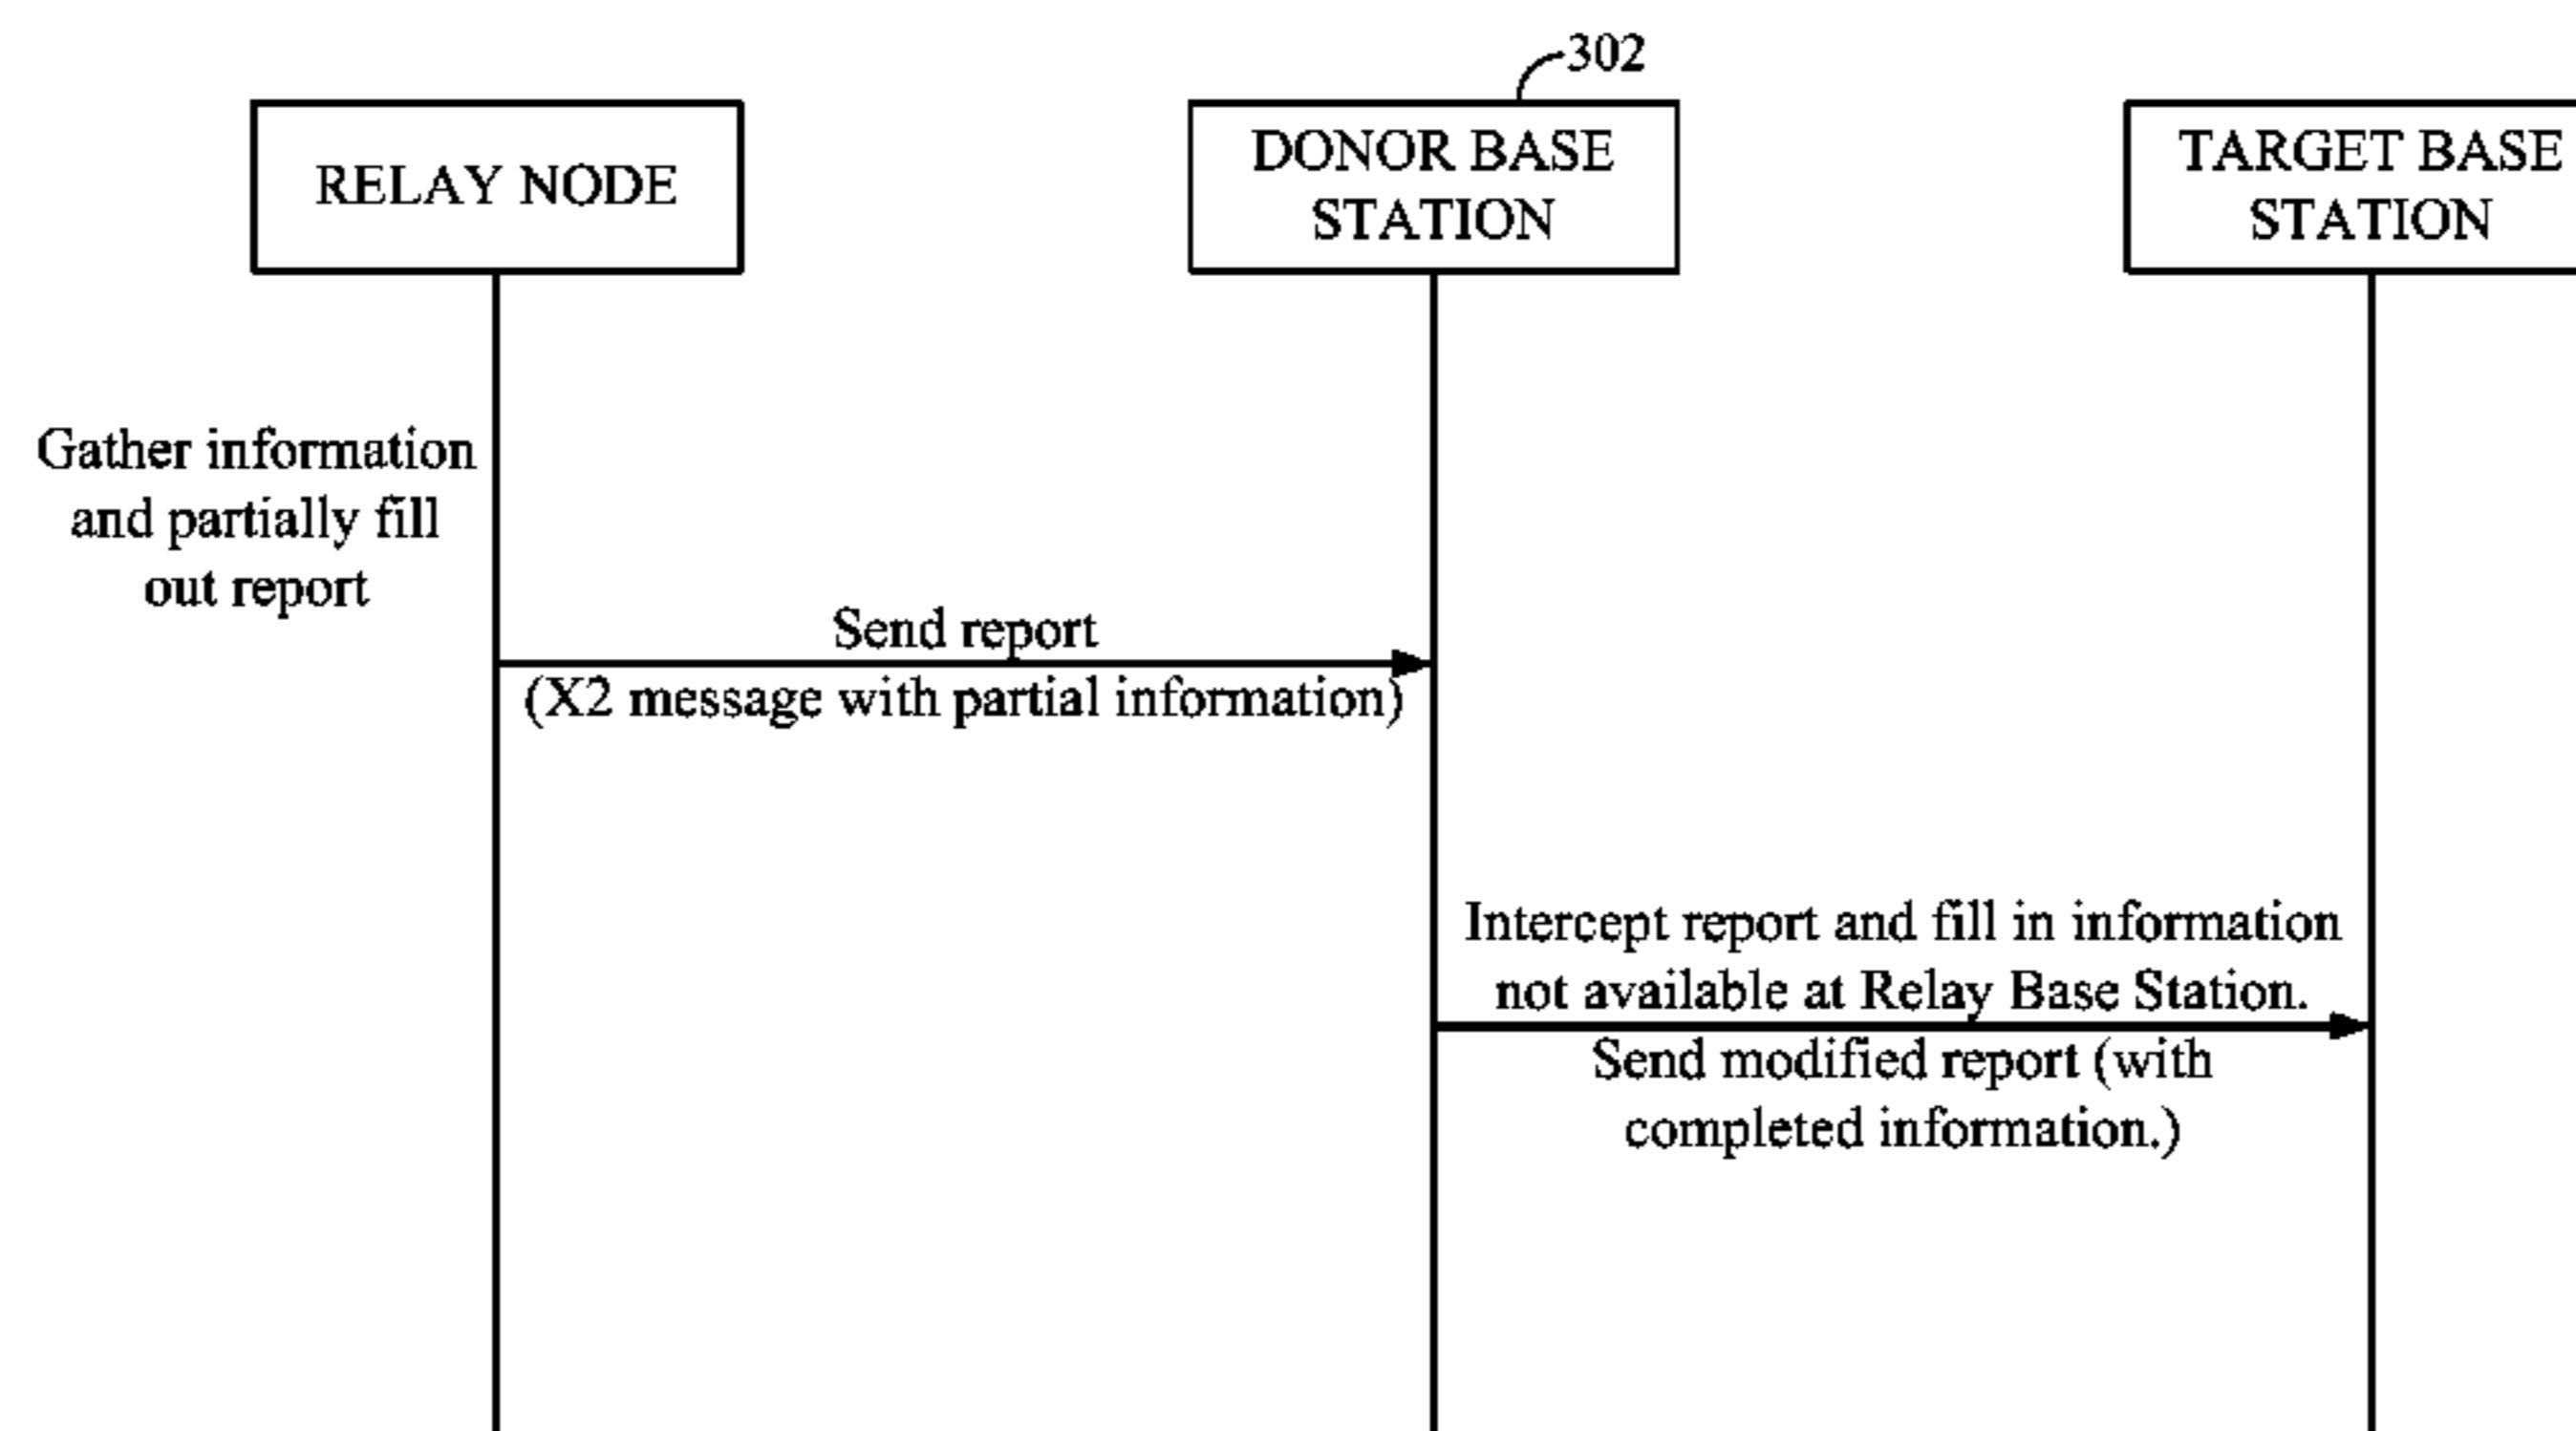 302
RELAY NODE
DONOR BASE
STATION
TARGET BASE
STATION
Gather information
and partially fill
out report
Send report
(X2 message with partial information)
Intercept report and fill in information
not available at Relay Base Station.
Send modified report (with
completed information.)